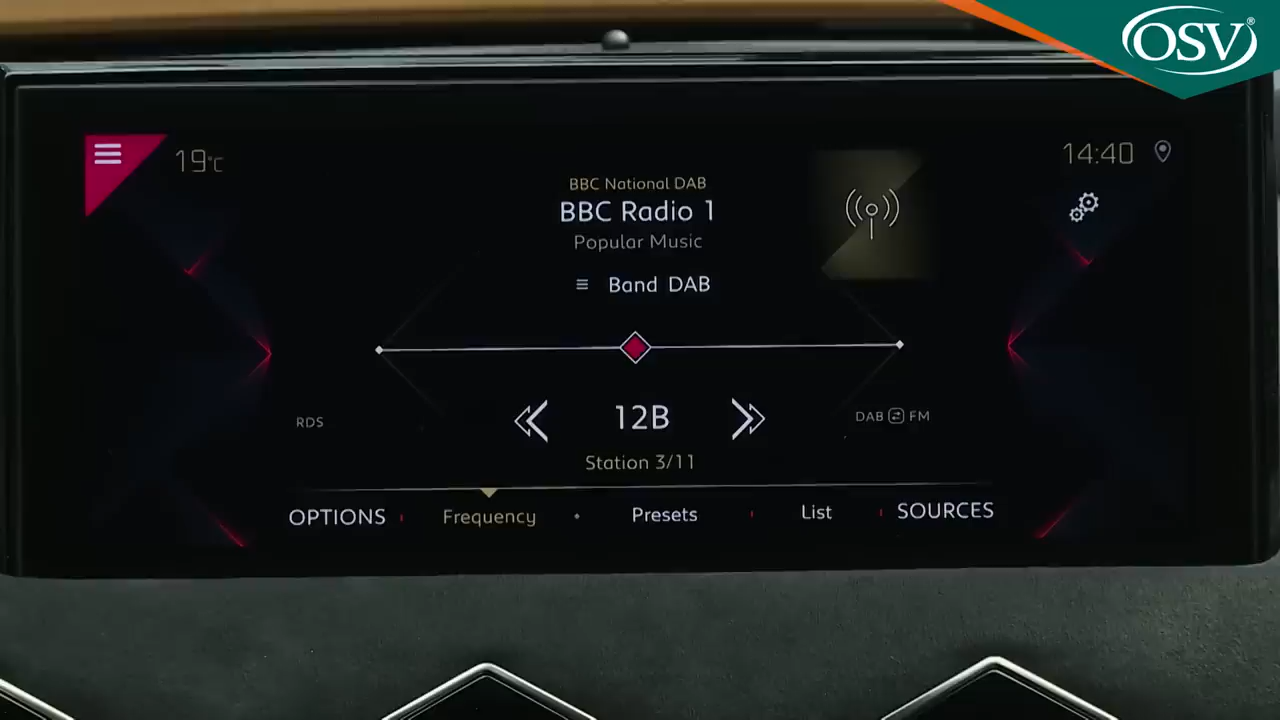 OSV®
19°C
14:40
BBC National DAB
BBC Radio 1
Popular Music
Band DAB
RDS
12B
DAB FM
Station 3/11
OPTIONS Frequency Presets List SOURCES